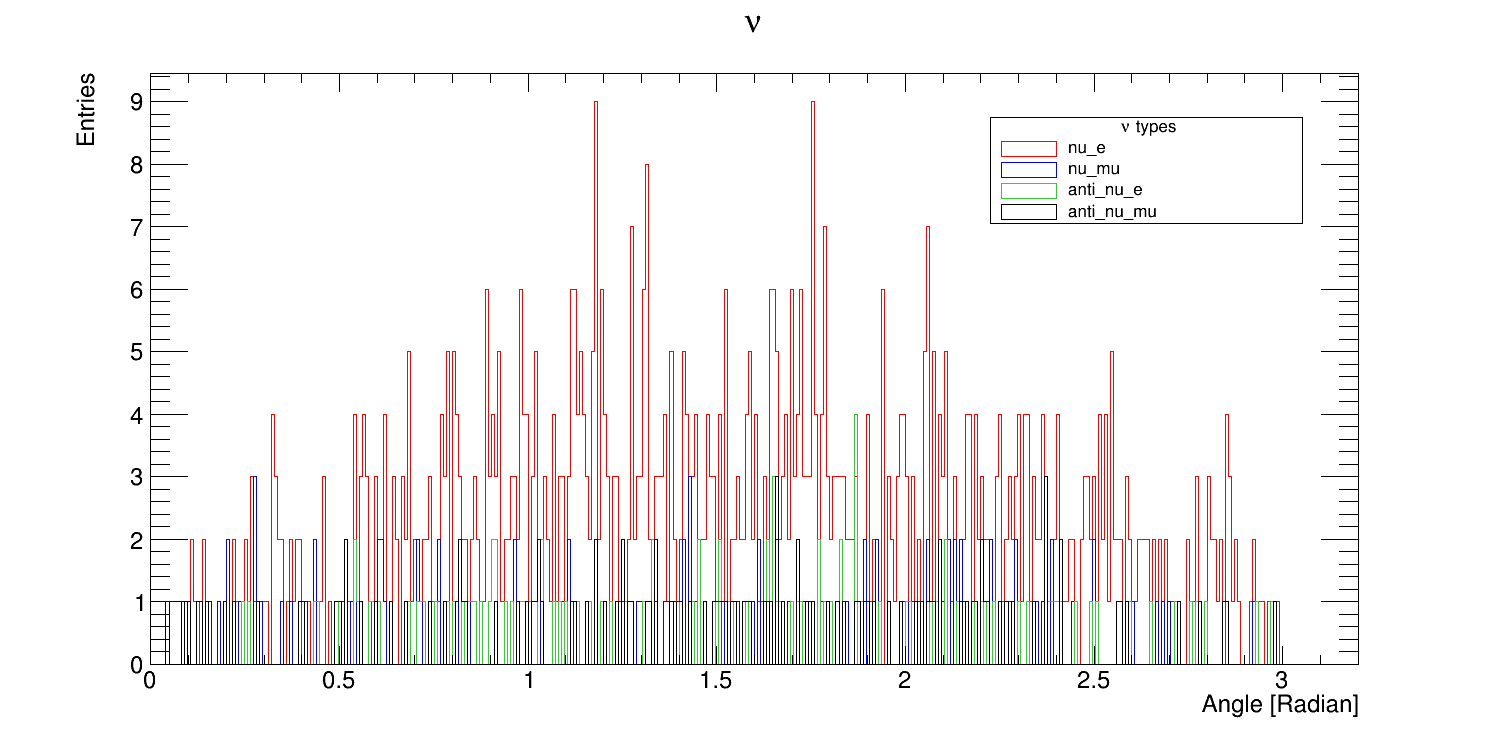 ν
Entries
9
8
7
6
5
4
3
2
1
0
ν types
nu_e
nu_mu
anti_nu_e
anti_nu_mu
0 0.5 1 1.5 2 2.5 3
Angle [Radian]